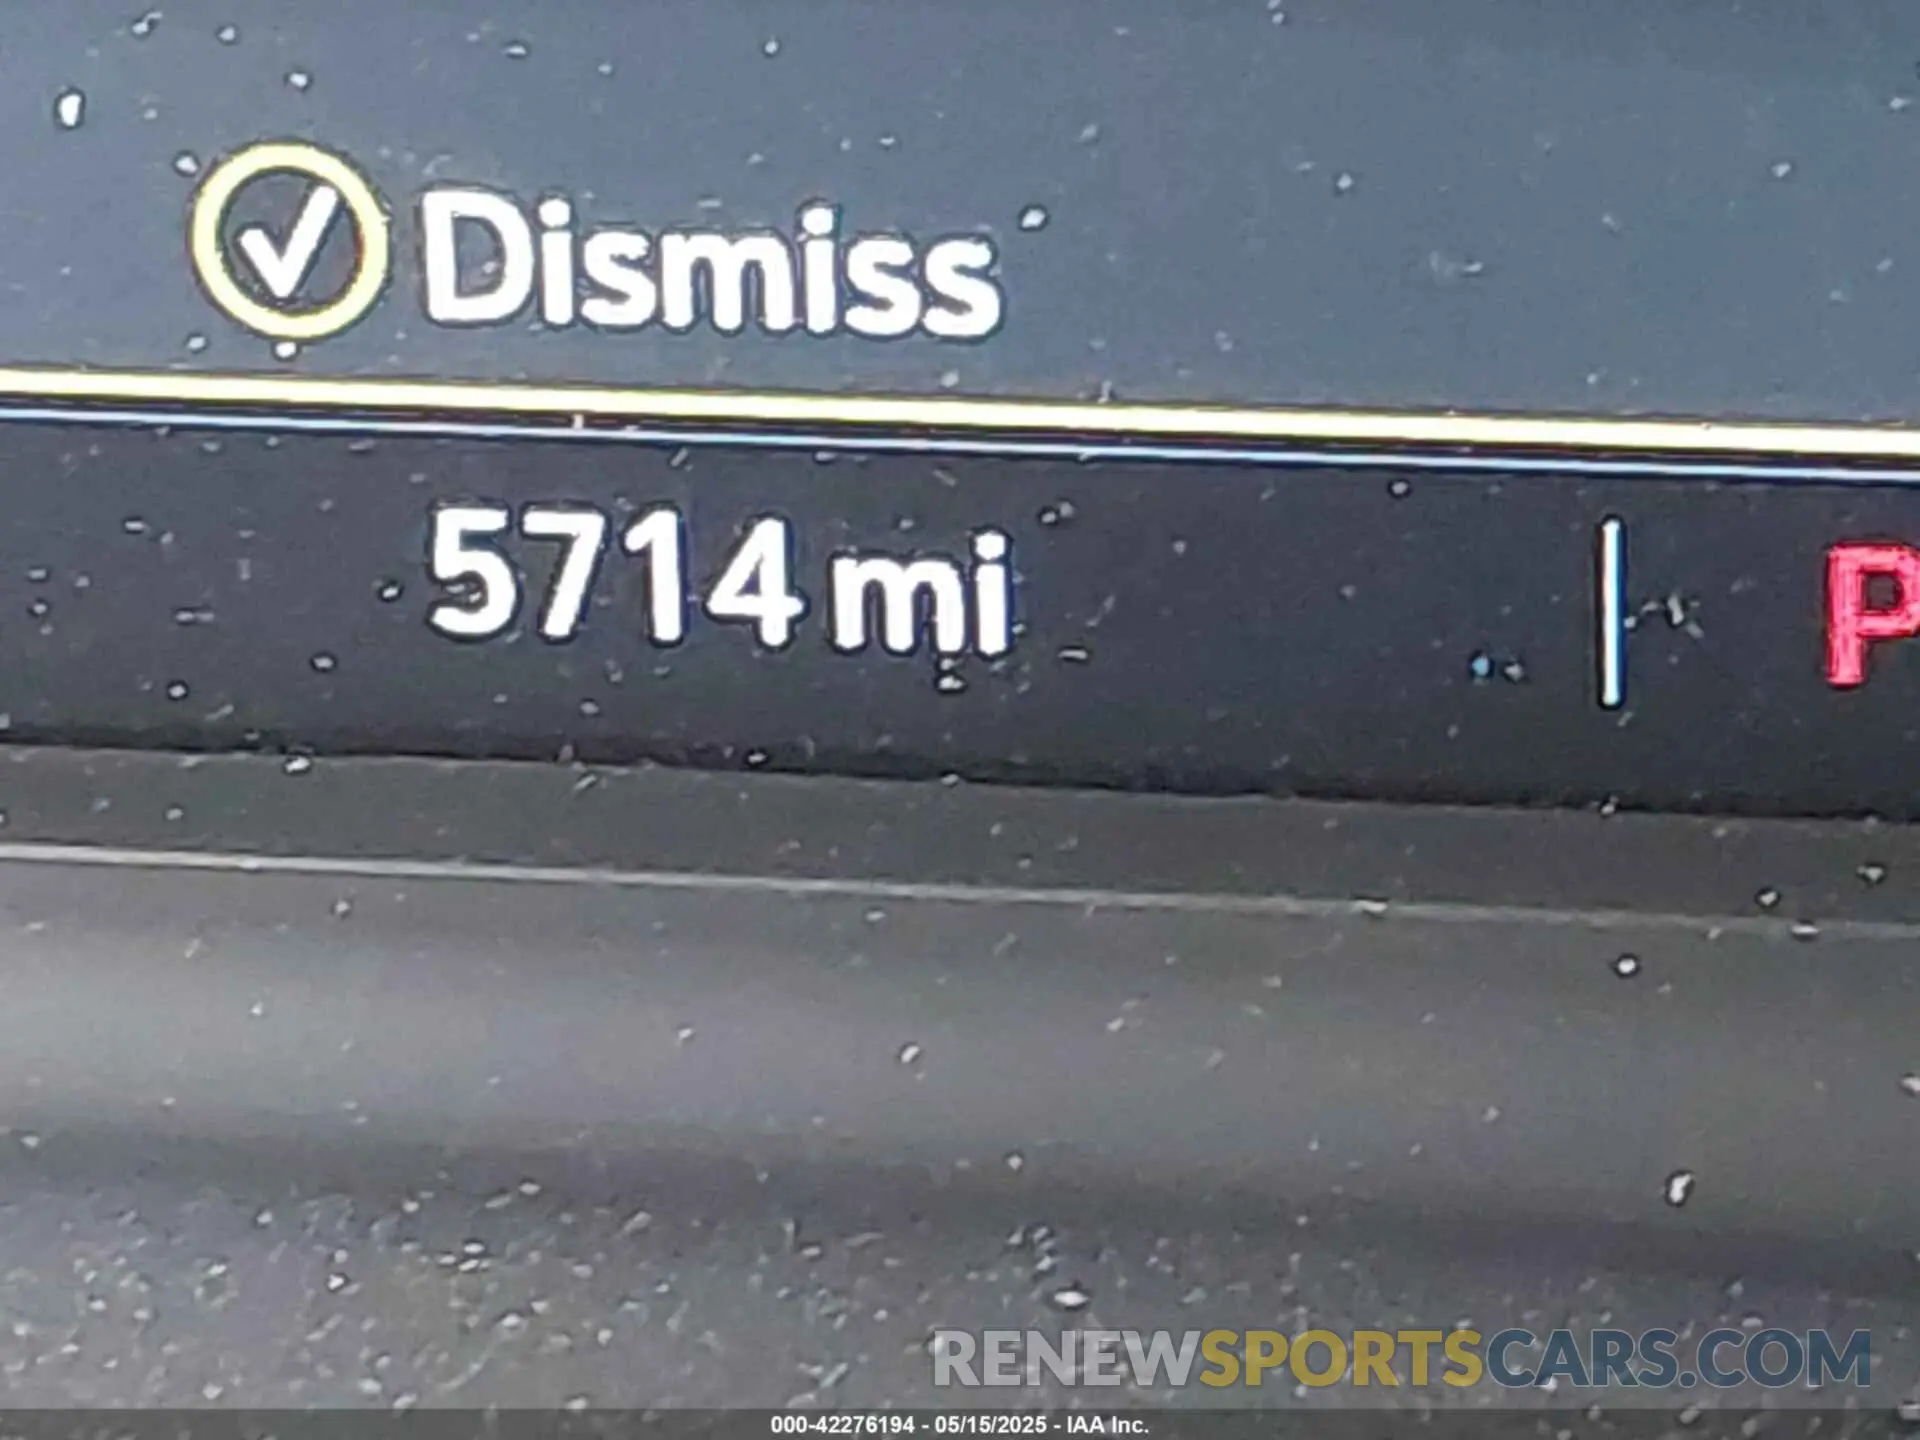 Dismiss
5714 mi
P
RENEWSPORTSCARS.COM
000-42276194 - 05/15/2025 - IAA Inc.